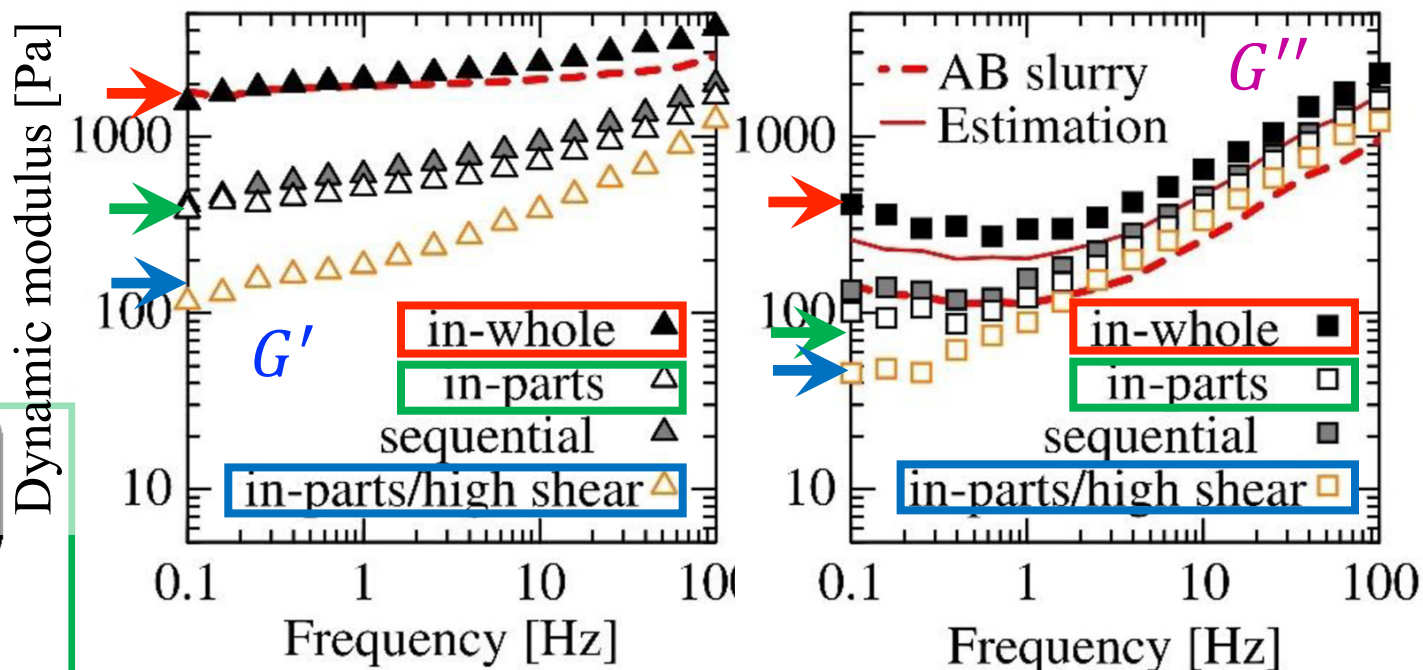 Dynamic modulus [Pa]
1000
100
10
G′
in-whole
in-parts
sequential
in-parts/high shear
0.1
1
10
100
Frequency [Hz]
G′′
AB slurry
Estimation
1000
100
10
in-whole
in-parts
sequential
in-parts/high shear
0.1
1
10
100
Frequency [Hz]